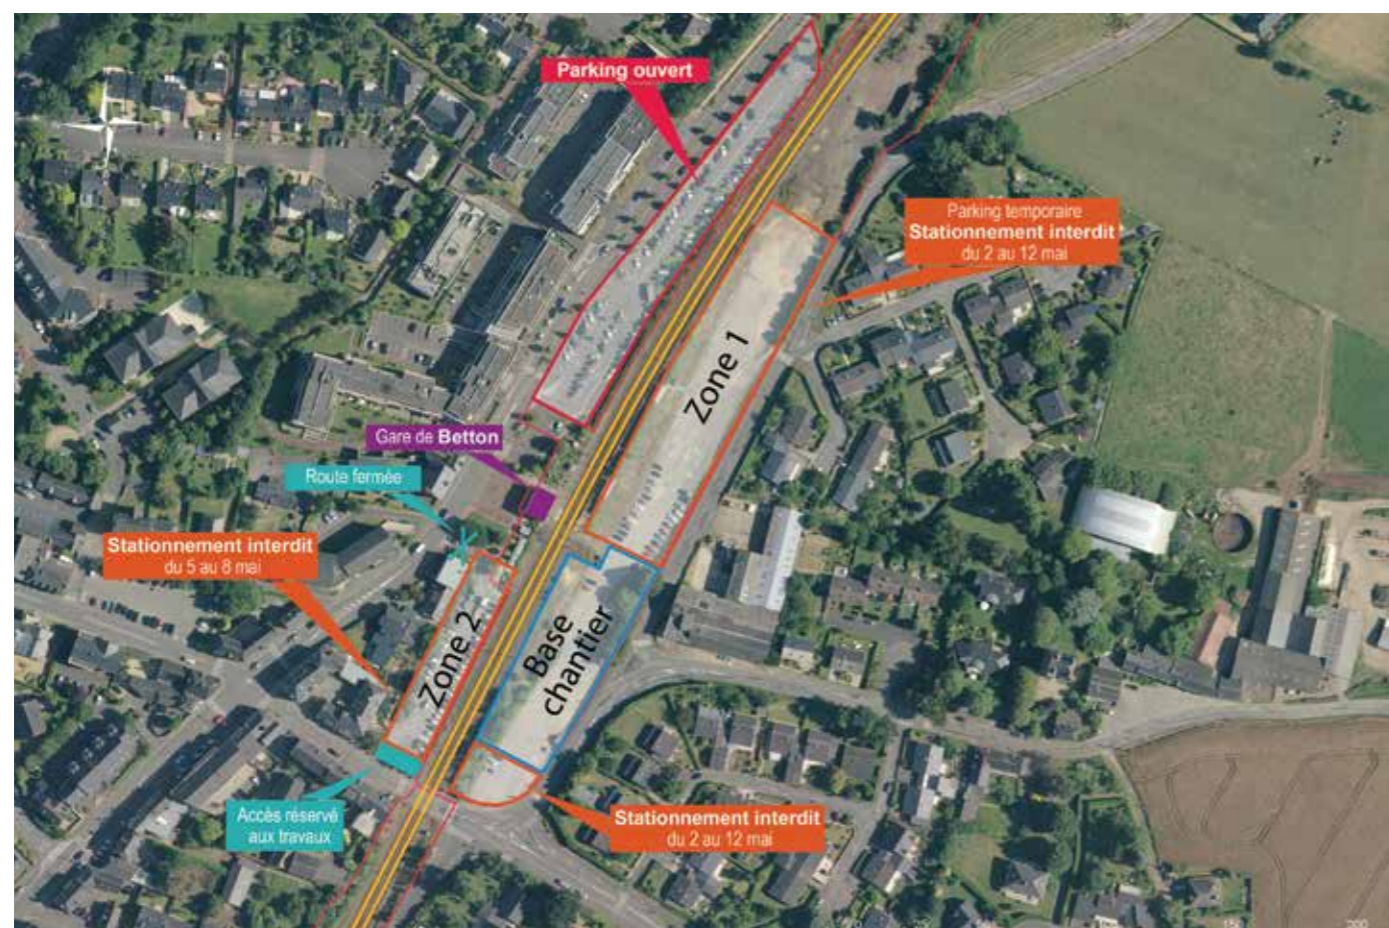 Parking ouvert
Parking temporaire
Stationnement interdit
du 2 au 12 mai
Zone 1
Gare de Betton
Route fermée
Stationnement interdit
du 5 au 8 mai
Zone 2
Base
chantier
Accès réservé
aux travaux
Stationnement interdit
du 2 au 12 mai